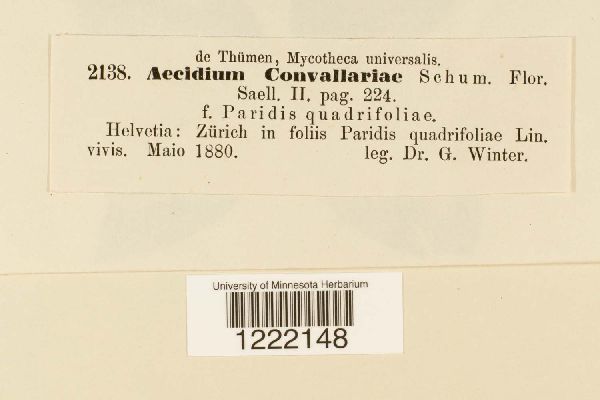 de Thümen, Mycotheca universalis.
2138. Aecidium Convallariae Schum. Flor.
Saell. II. pag. 224.
f. Paridis quadrifoliae.
Helvetia: Zürich in foliis Paridis quadrifoliae Lin.
vivis. Maio 1880. leg. Dr. G. Winter.
University of Minnesota Herbarium
1222148